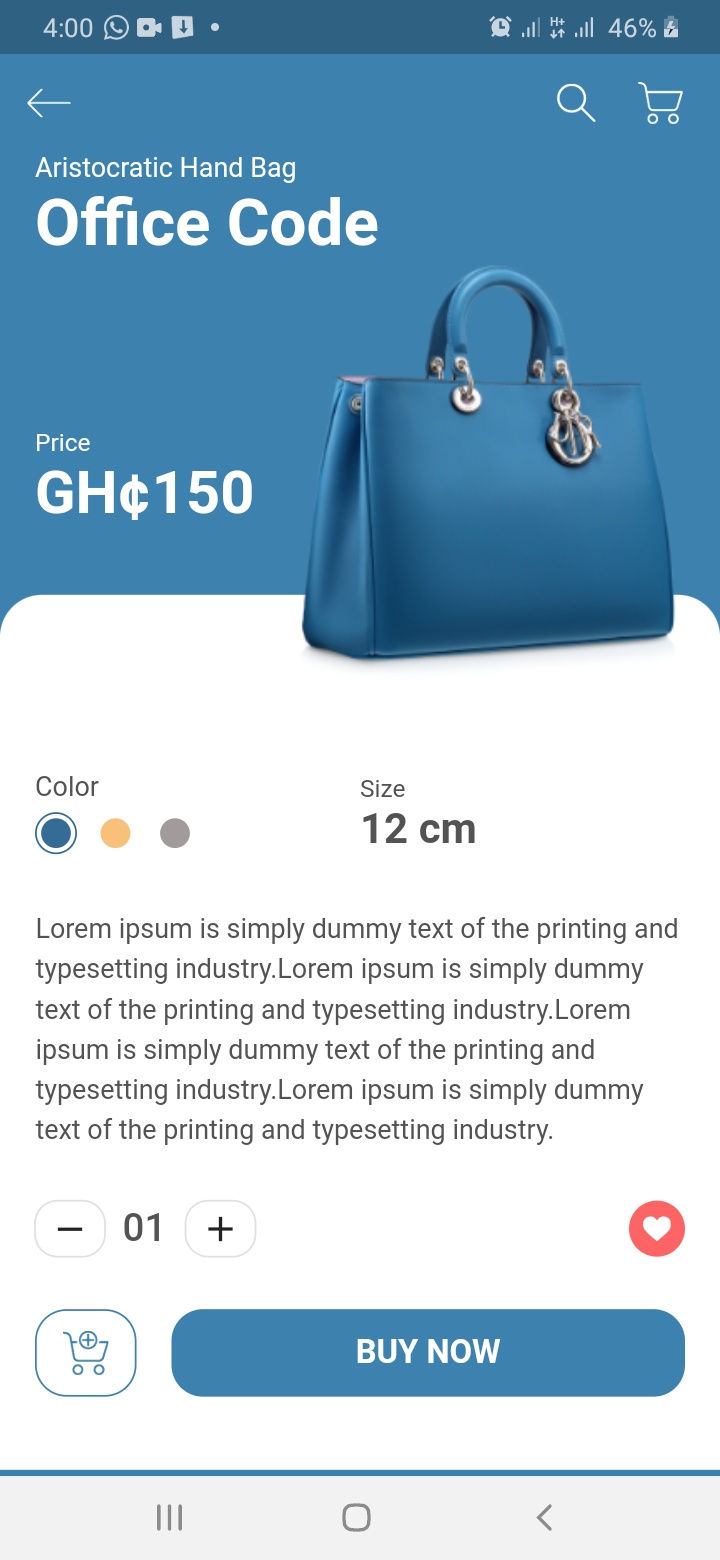 4:00
H+
46%
Aristocratic Hand Bag
Office Code
Price
GH¢150
Color
Size
12 cm
Lorem ipsum is simply dummy text of the printing and
typesetting industry.Lorem ipsum is simply dummy
text of the printing and typesetting industry.Lorem
ipsum is simply dummy text of the printing and
typesetting industry.Lorem ipsum is simply dummy
text of the printing and typesetting industry.
01
BUY NOW